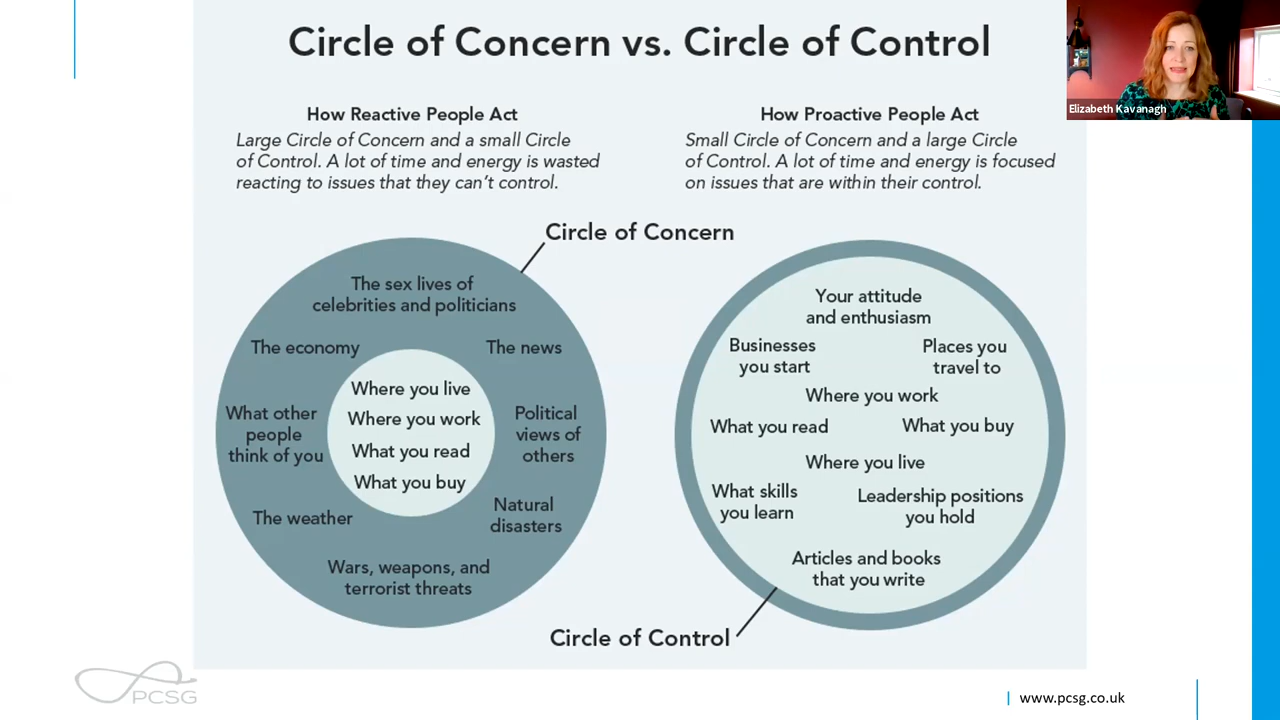 Circle of Concern vs. Circle of Control
Elizabeth Kavanagh
How Reactive People Act
Large Circle of Concern and a small Circle
of Control. A lot of time and energy is wasted
reacting to issues that they can't control.
How Proactive People Act
Small Circle of Concern and a large Circle
of Control. A lot of time and energy is focused
on issues that are within their control.
Circle of Concern
The sex lives of
celebrities and politicians
The economy
The news
What other
people
think of you
Where you live
Where you work
What you read
What you buy
Political
views of
others
The weather
Natural
disasters
Wars, weapons, and
terrorist threats
Your attitude
and enthusiasm
Businesses
you start
Places you
travel to
Where you work
What you read
What you buy
Where you live
What skills
you learn
Leadership positions
you hold
Articles and books
that you write
Circle of Control
PCSG
www.pcsg.co.uk